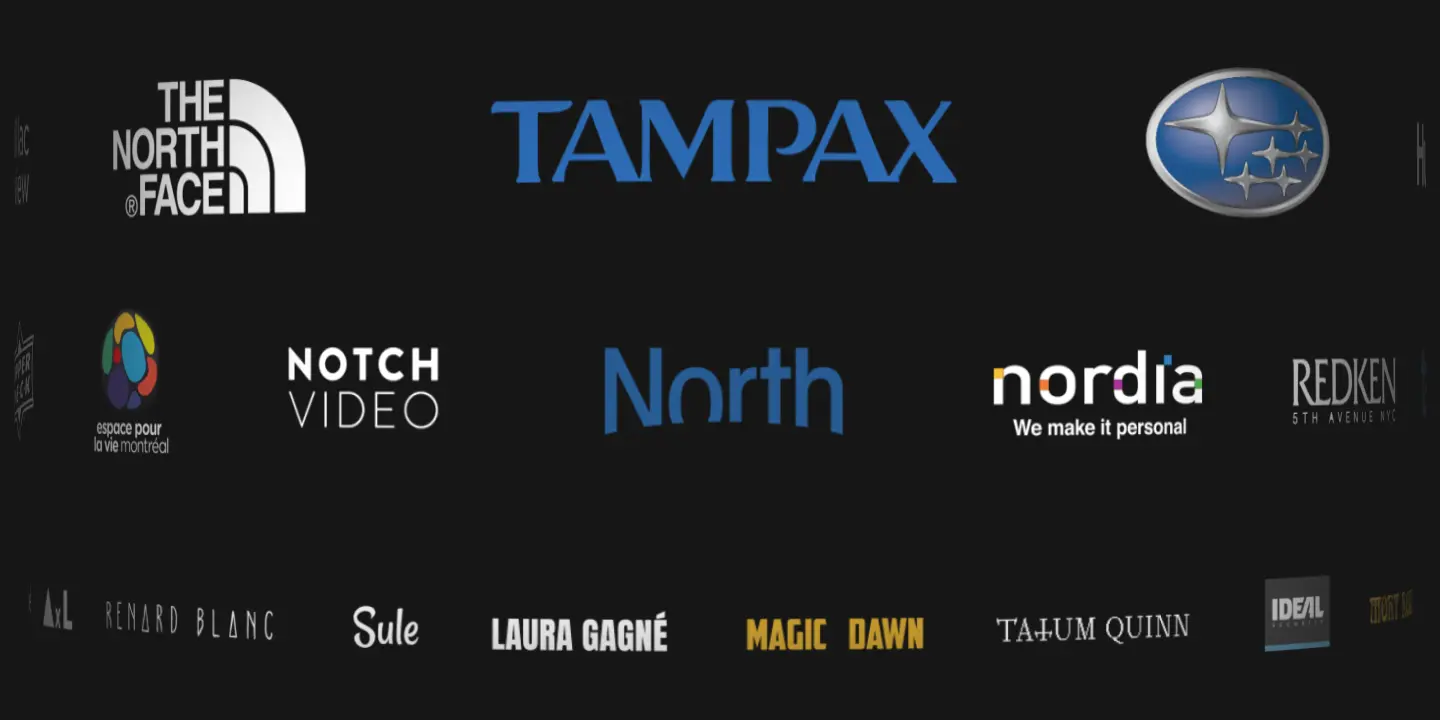 THE
NORTH
®FACE
TAMPAX
NOTCH
VIDEO
North
nordia
We make it personal
REDKEN
5TH AVENUE NYC
espace pour
la vie montréal
AxL
RENARD BLANC
Sule
LAURA GAGNÉ
MAGIC DAWN
TATUM QUINN
IDEAL